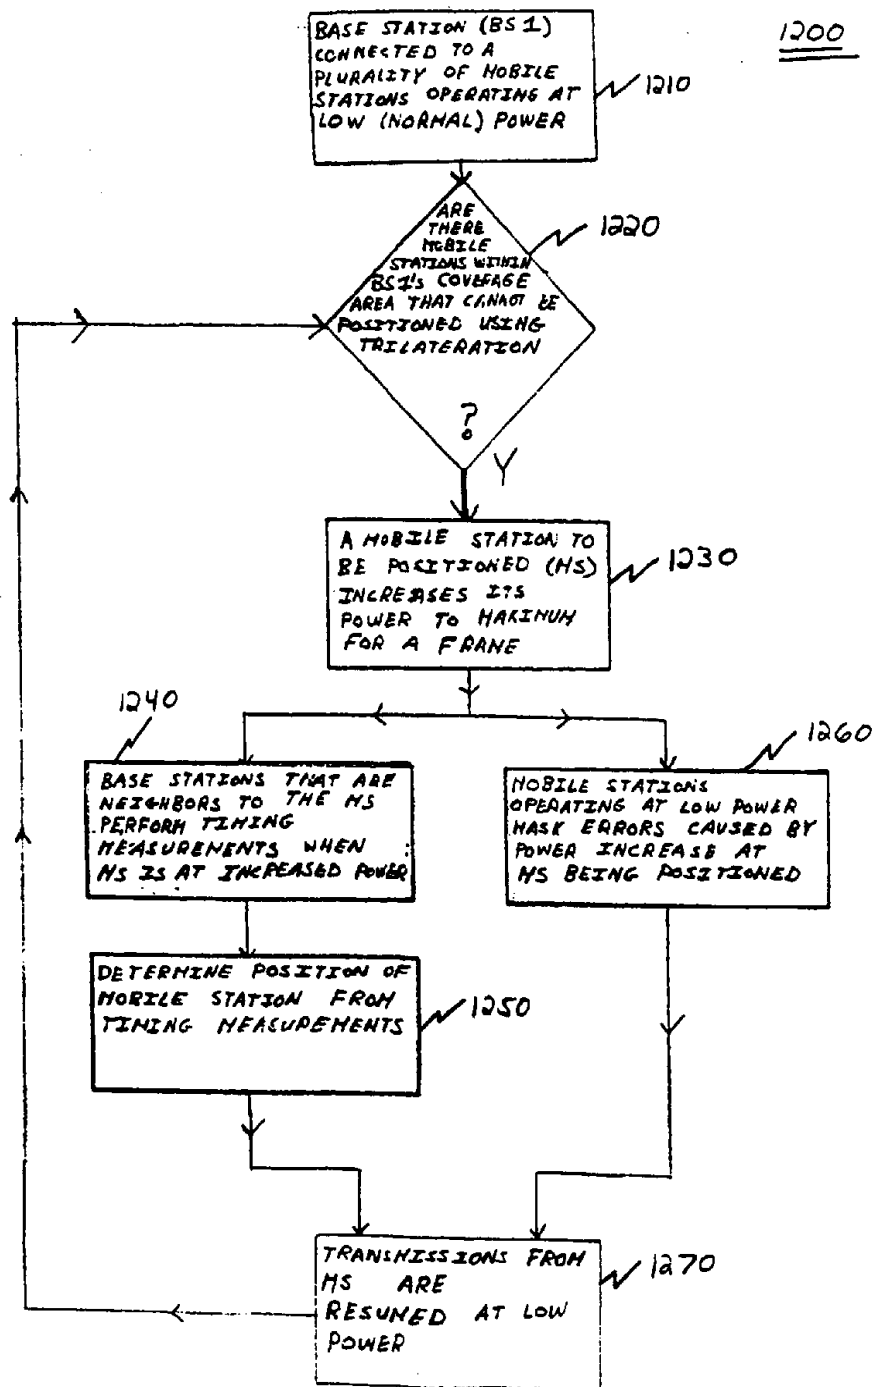 1200
BASE STATION (BS1)
CONNECTED TO A
PLURALITY OF MOBILE
STATIONS OPERATING AT
LOW (NORMAL) POWER
1210
ARE
THERE
MOBILE
STATIONS WITHIN
BS1's COVERAGE
AREA THAT CANNOT BE
POSITIONED USING
TRILATERATION
?
1220
Y
A MOBILE STATION TO
BE POSITIONED (MS)
INCREASES ITS
POWER TO MAXIMUM
FOR A FRAME
1230
1240
BASE STATIONS THAT ARE
NEIGHBORS TO THE MS
PERFORM TIMING
MEASUREMENTS WHEN
MS IS AT INCREASED POWER
1260
MOBILE STATIONS
OPERATING AT LOW POWER
MASK ERRORS CAUSED BY
POWER INCREASE AT
MS BEING POSITIONED
DETERMINE POSITION OF
MOBILE STATION FROM
TIMING MEASUREMENTS
1250
TRANSMISSIONS FROM
MS ARE
RESUMED AT LOW
POWER
1270